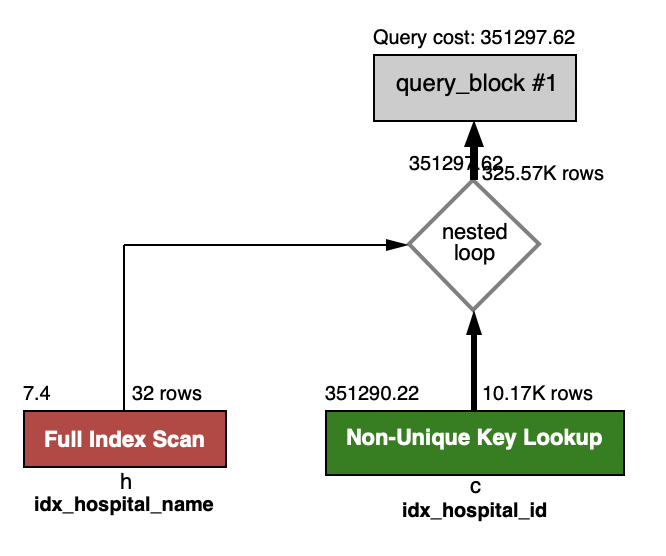 Query cost: 351297.62
query_block #1
351297.62
325.57K rows
nested
loop
7.4
32 rows
351290.22
10.17K rows
Full Index Scan
Non-Unique Key Lookup
h
idx_hospital_name
c
idx_hospital_id